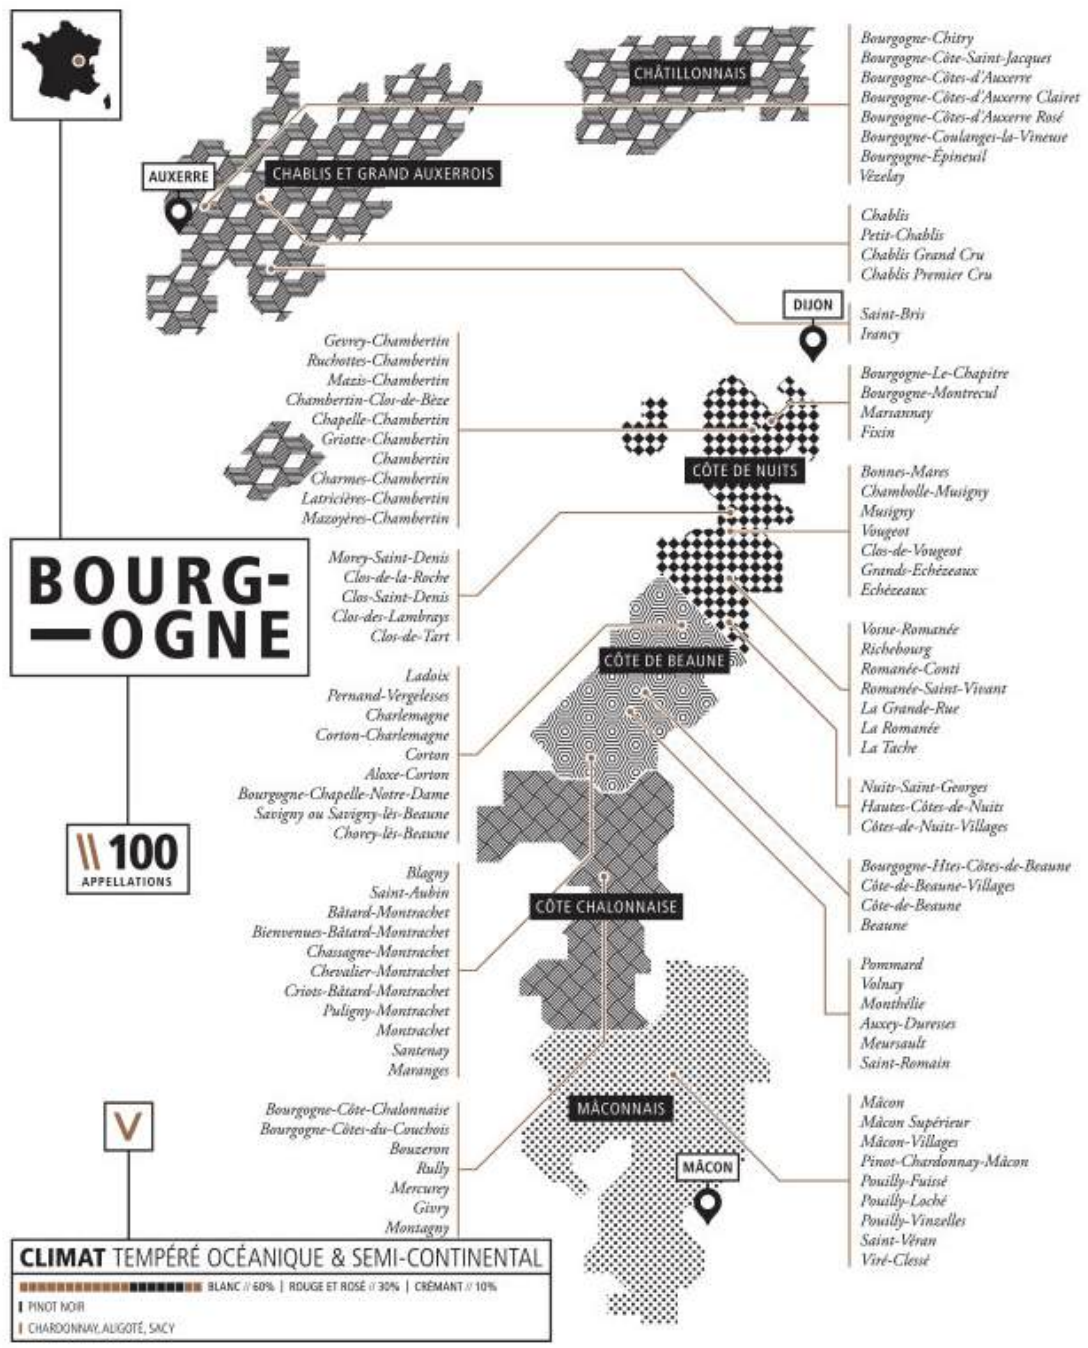 CHÂTILLONNAIS
Bourgogne-Chitry
Bourgogne-Côte-Saint-Jacques
Bourgogne-Côtes-d'Auxerre
Bourgogne-Côtes-d'Auxerre Clairet
Bourgogne-Côtes-d'Auxerre Rosé
Bourgogne-Coulanges-la-Vineuse
Bourgogne-Épineuil
Vézelay
AUXERRE
CHABLIS ET GRAND AUXERROIS
Chablis
Petit-Chablis
Chablis Grand Cru
Chablis Premier Cru
DIJON
Saint-Bris
Irancy
Gevrey-Chambertin
Ruchottes-Chambertin
Mazis-Chambertin
Chambertin-Clos-de-Bèze
Chapelle-Chambertin
Griotte-Chambertin
Chambertin
Charmes-Chambertin
Latricières-Chambertin
Mazoyères-Chambertin
Bourgogne-Le-Chapitre
Bourgogne-Montrecul
Marsannay
Fixin
CÔTE DE NUITS
Bonnes-Mares
Chambolle-Musigny
Musigny
Vougeot
Clos-de-Vougeot
Grands-Echézeaux
Echézeaux
BOURG-
OGNE
Morey-Saint-Denis
Clos-de-la-Roche
Clos-Saint-Denis
Clos-des-Lambrays
Clos-de-Tart
Vosne-Romanée
Richebourg
Romanée-Conti
Romanée-Saint-Vivant
La Grande-Rue
La Romanée
La Tache
CÔTE DE BEAUNE
Ladoix
Pernand-Vergelesses
Charlemagne
Corton-Charlemagne
Corton
Aloxe-Corton
Bourgogne-Chapelle-Notre-Dame
Savigny ou Savigny-lès-Beaune
Chorey-lès-Beaune
Nuits-Saint-Georges
Hautes-Côtes-de-Nuits
Côtes-de-Nuits-Villages
\\ 100
APPELLATIONS
Blagny
Saint-Aubin
Bâtard-Montrachet
Bienvenues-Bâtard-Montrachet
Chassagne-Montrachet
Chevalier-Montrachet
Criots-Bâtard-Montrachet
Puligny-Montrachet
Montrachet
Santenay
Maranges
Bourgogne-Htes-Côtes-de-Beaune
Côte-de-Beaune-Villages
Côte-de-Beaune
Beaune
CÔTE CHALONNAISE
Pommard
Volnay
Monthélie
Auxey-Duresses
Meursault
Saint-Romain
V
Bourgogne-Côte-Chalonnaise
Bourgogne-Côtes-du-Couchois
Bouzeron
Rully
Mercurey
Givry
Montagny
MÂCONNAIS
MÂCON
Mâcon
Mâcon Supérieur
Mâcon-Villages
Pinot-Chardonnay-Mâcon
Pouilly-Fuissé
Pouilly-Loché
Pouilly-Vinzelles
Saint-Véran
Viré-Clessé
CLIMAT TEMPÉRÉ OCÉANIQUE & SEMI-CONTINENTAL
BLANC // 60% | ROUGE ET ROSÉ // 30% | CRÉMANT // 10%
PINOT NOIR
CHARDONNAY, ALIGOTÉ, SACY